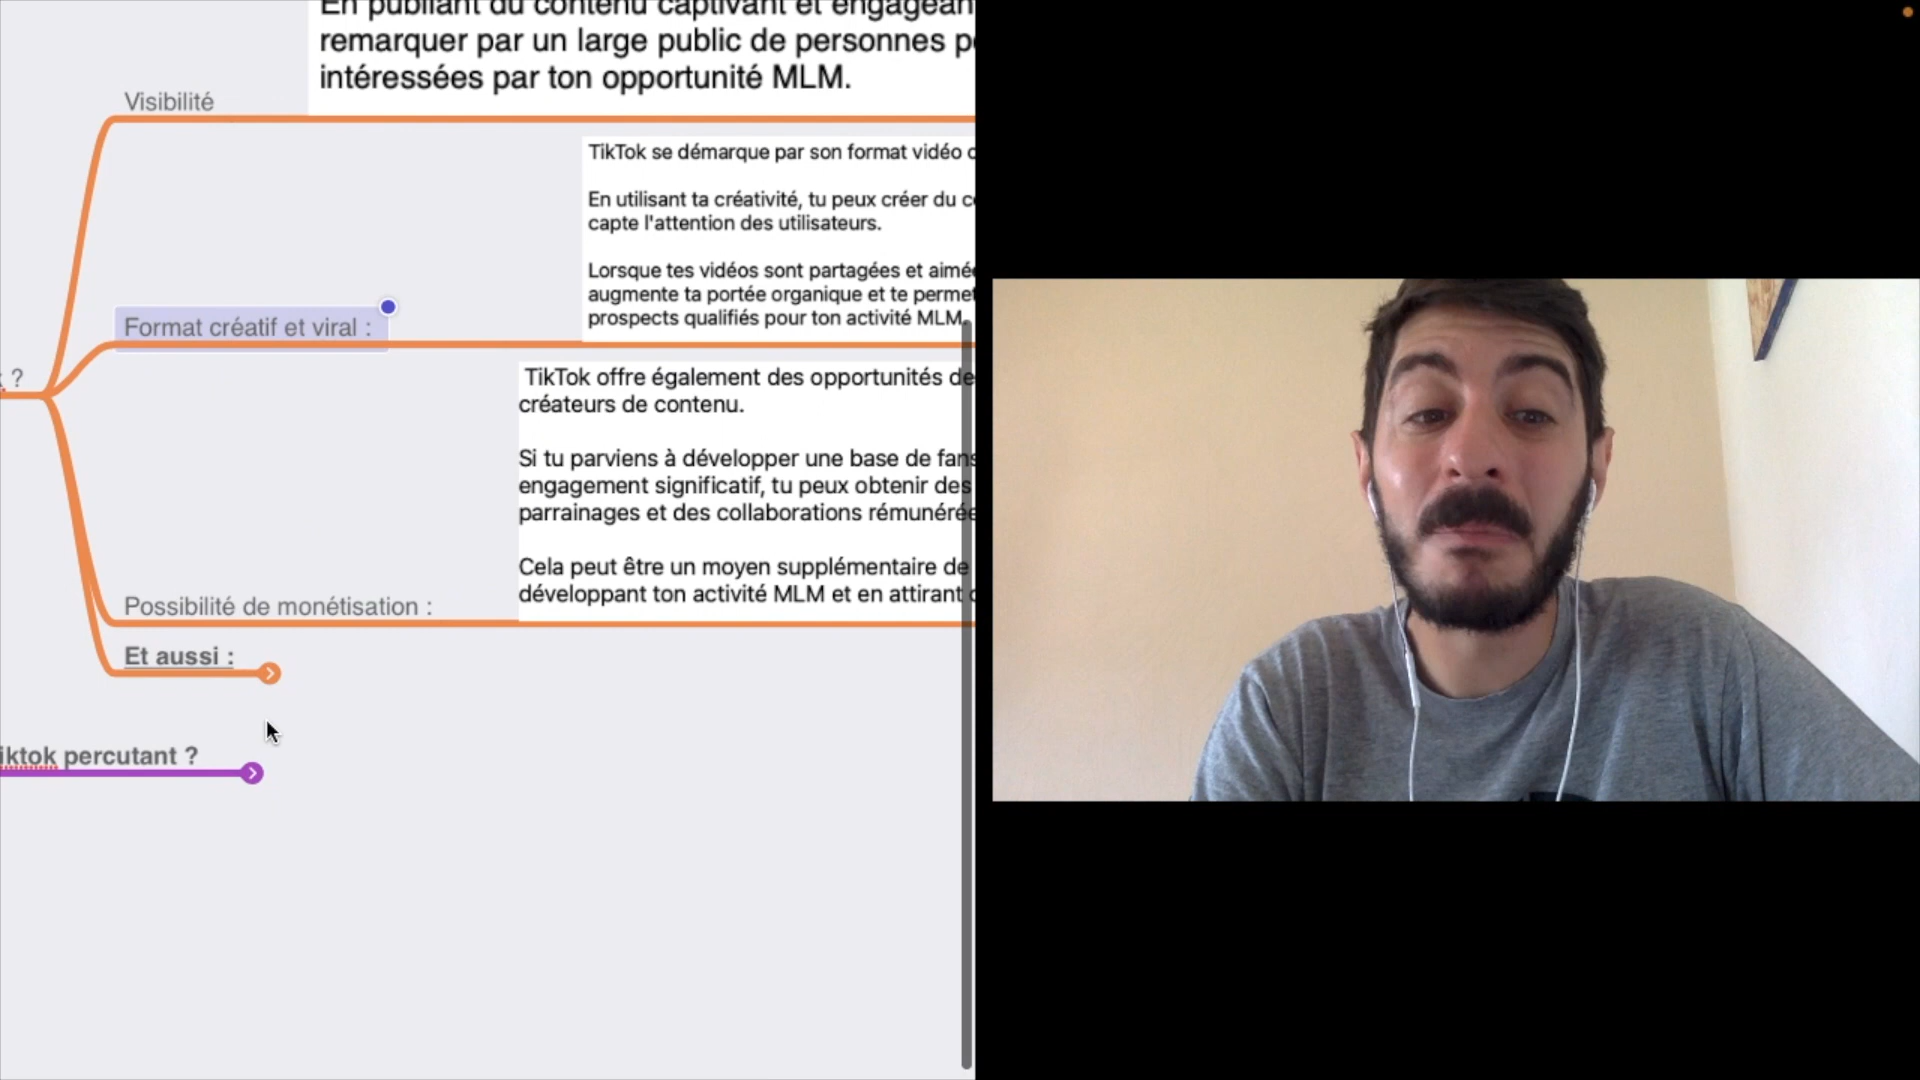 En publiant du contenu captivant et engagean
remarquer par un large public de personnes p
intéressées par ton opportunité MLM.
Visibilité
TikTok se démarque par son format vidéo
En utilisant ta créativité, tu peux créer du
capte l'attention des utilisateurs.
Lorsque tes vidéos sont partagées et aimé
augmente ta portée organique et te permet
prospects qualifiés pour ton activité MLM.
Format créatif et viral :
?
TikTok offre également des opportunités de
créateurs de contenu.
Si tu parviens à développer une base de fans
engagement significatif, tu peux obtenir des
parrainages et des collaborations rémunérée
Cela peut être un moyen supplémentaire de
développant ton activité MLM et en attirant
Possibilité de monétisation :
Et aussi :
iktok percutant ?